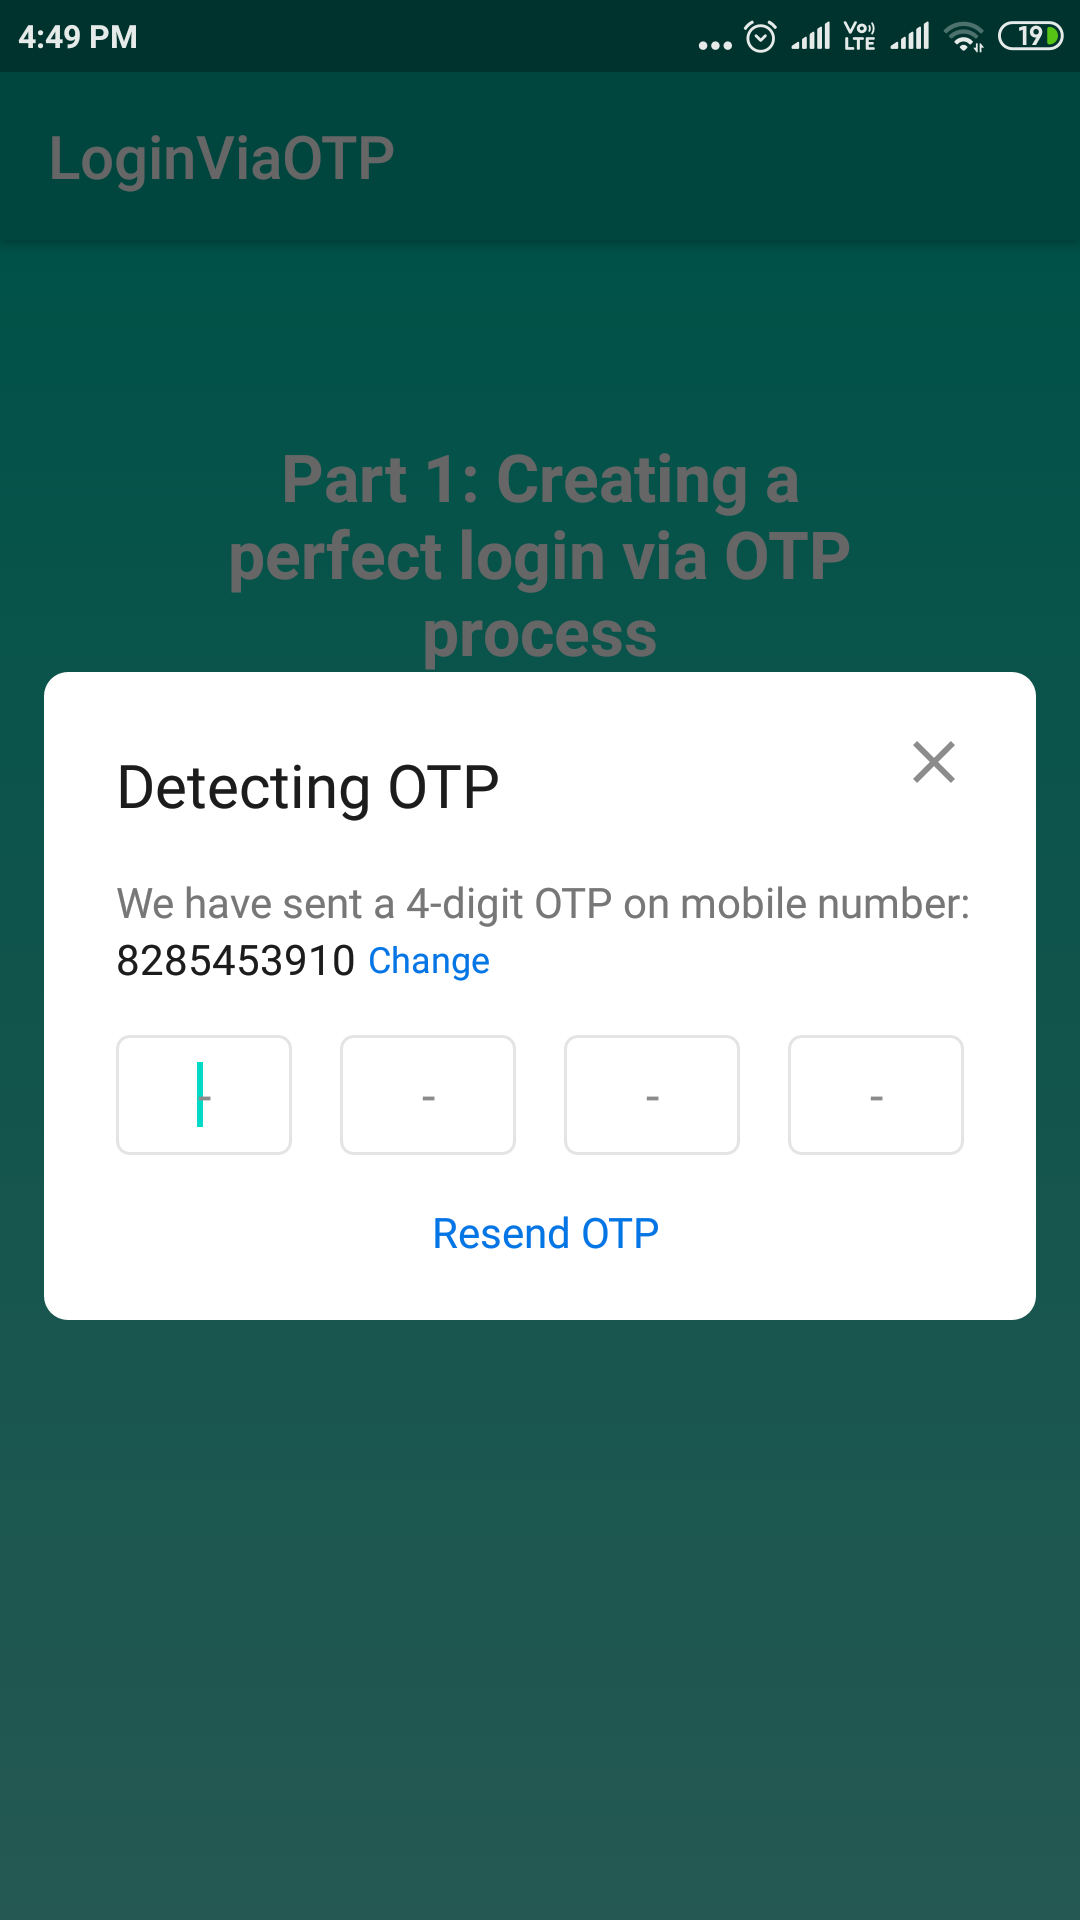 4:49 PM
Vo)) LTE
19
LoginViaOTP
Part 1: Creating a
perfect login via OTP
process
Detecting OTP
We have sent a 4-digit OTP on mobile number:
8285453910 Change
- - - -
Resend OTP